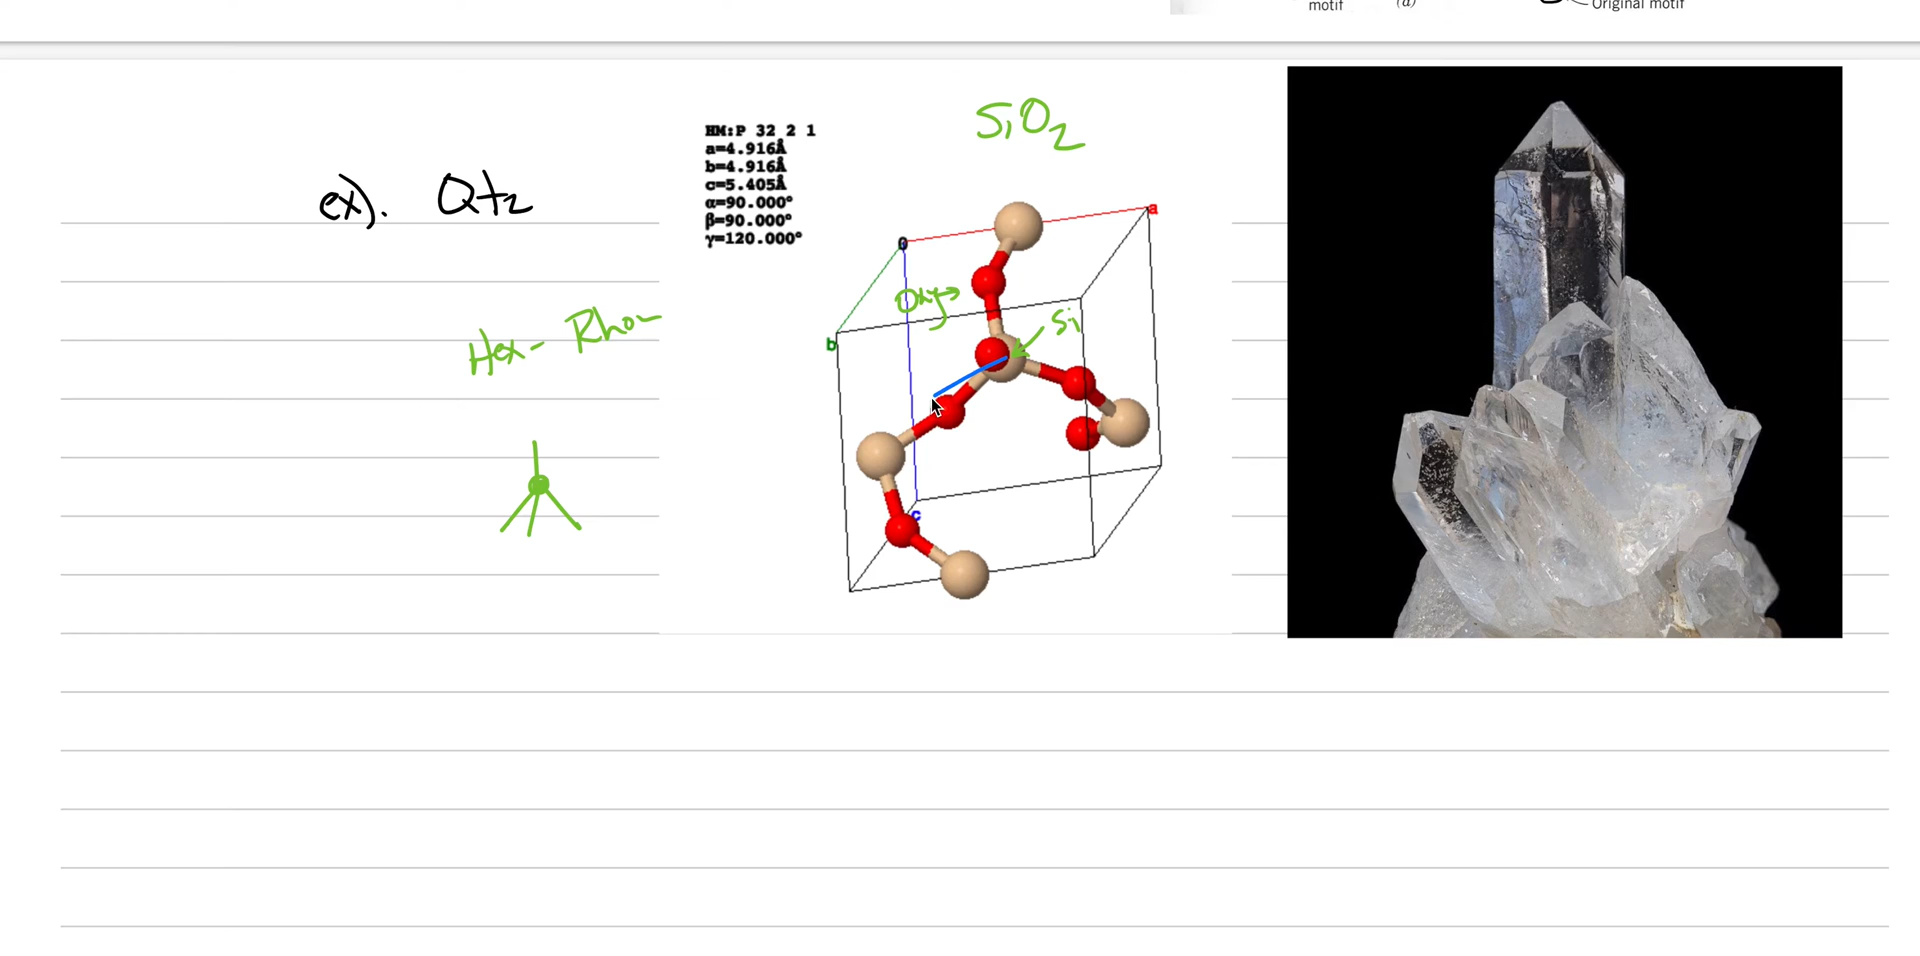 motif
(a)
Original motif
ex). Qtz
Hex- Rho-
HM:P 32 2 1
a=4.916Å
b=4.916Å
c=5.405Å
α=90.000°
β=90.000°
γ=120.000°
SiO2
a
0
Oxy
Si
b
c